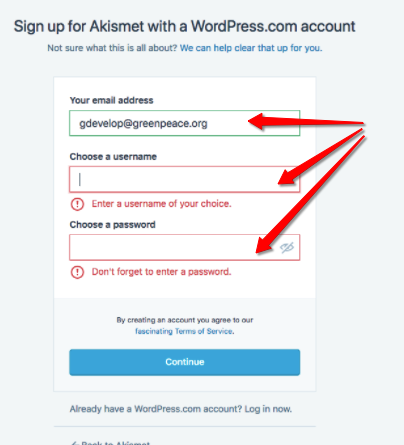 Sign up for Akismet with a WordPress.com account
Not sure what this is all about? We can help clear that up for you.
Your email address
gdevelop@greenpeace.org
Choose a username
Enter a username of your choice.
Choose a password
Don't forget to enter a password.
By creating an account you agree to our
fascinating Terms of Service.
Continue
Already have a WordPress.com account? Log in now.
Back to Akismet